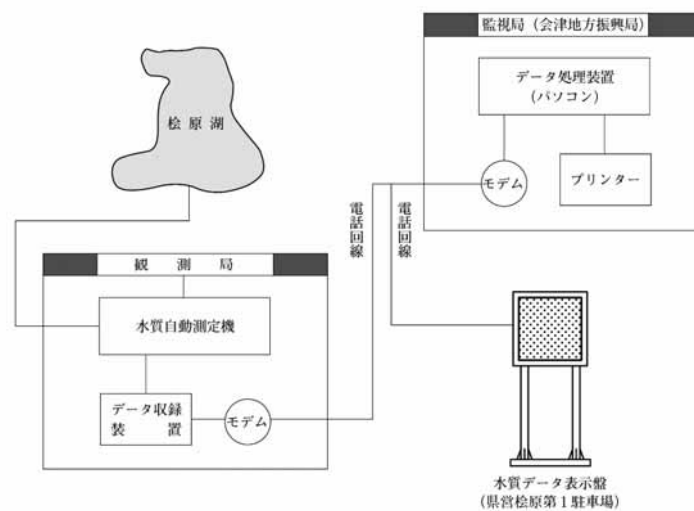 監視局(会津地方振興局)
データ処理装置
(パソコン)
モデム
プリンター
桧原湖
電話回線
電話回線
観測局
水質自動測定機
データ収録
装置
モデム
水質データ表示盤
(県営桧原第1駐車場)